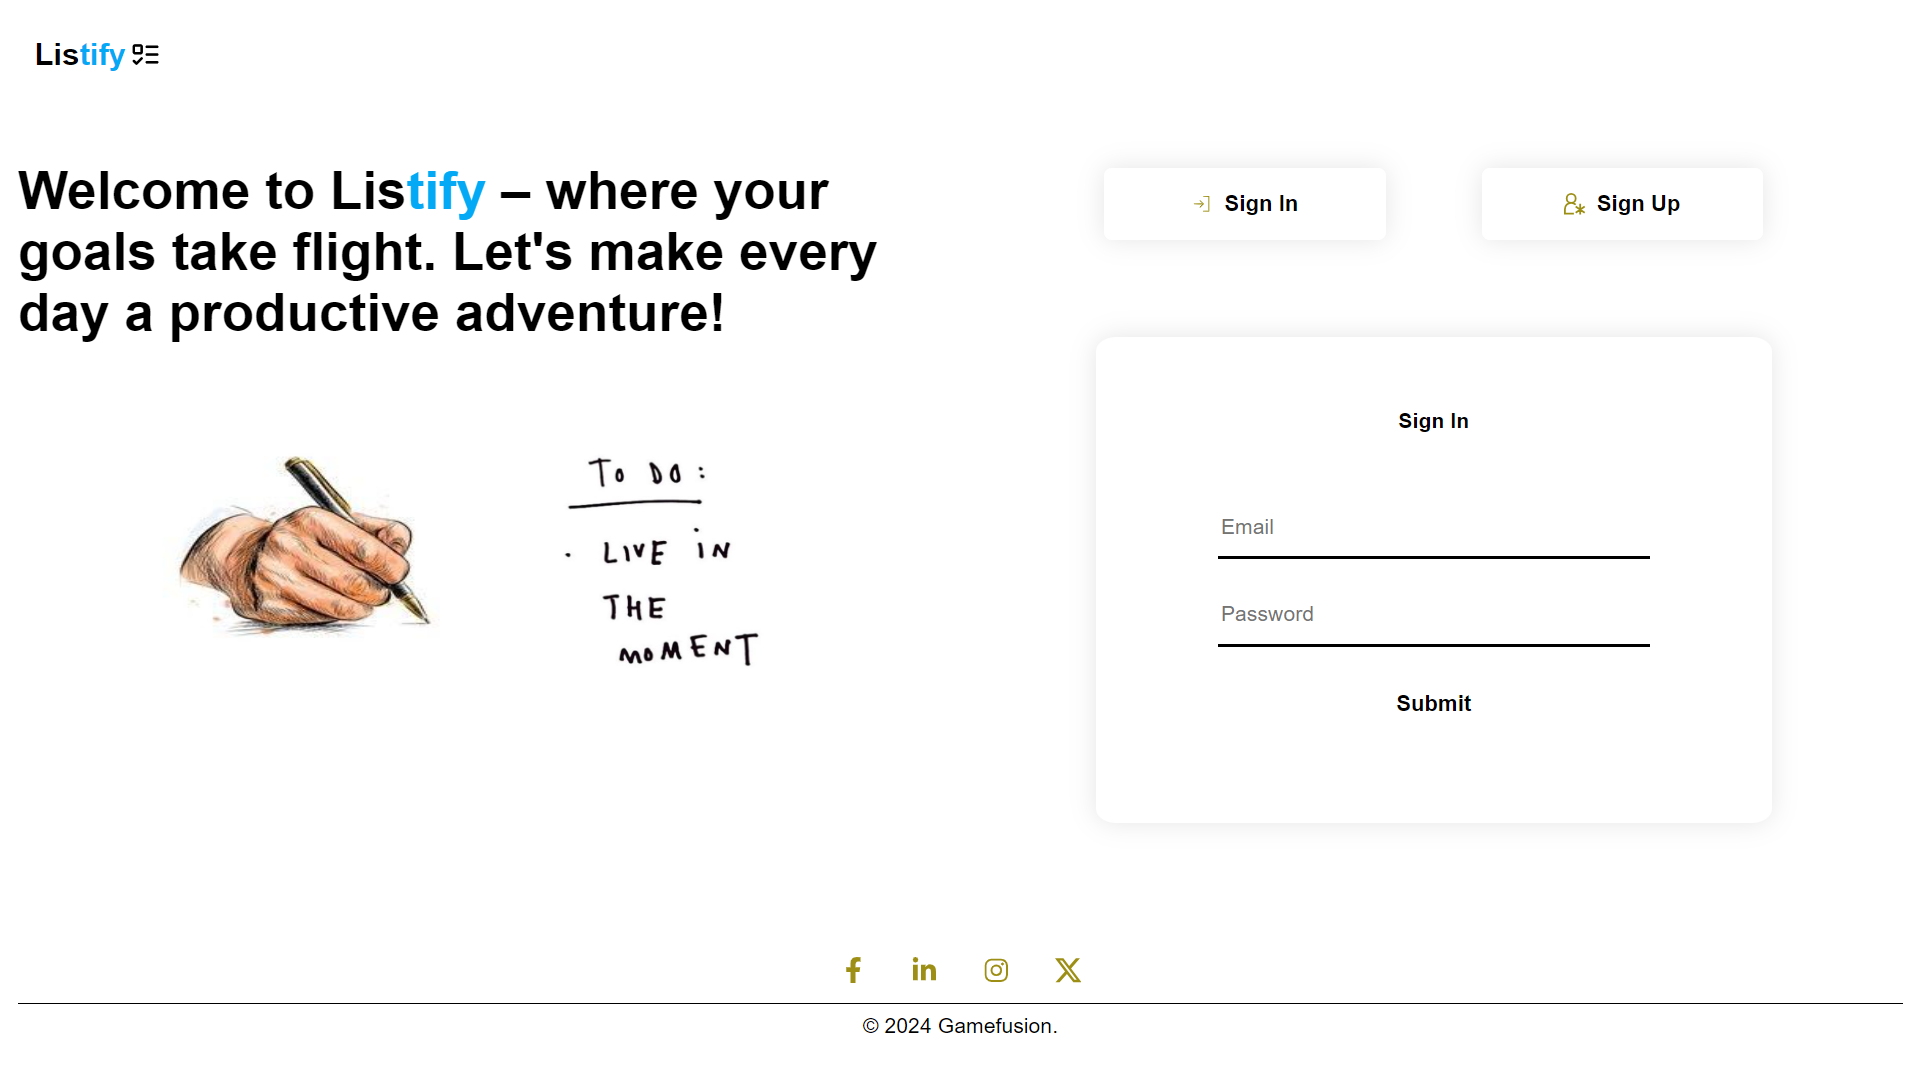 Listify
Welcome to Listify – where your
goals take flight. Let's make every
day a productive adventure!
To Do:
· LIVE iN
THE
MOMENT
Sign In
Sign Up
Sign In
Email
Password
Submit
© 2024 Gamefusion.